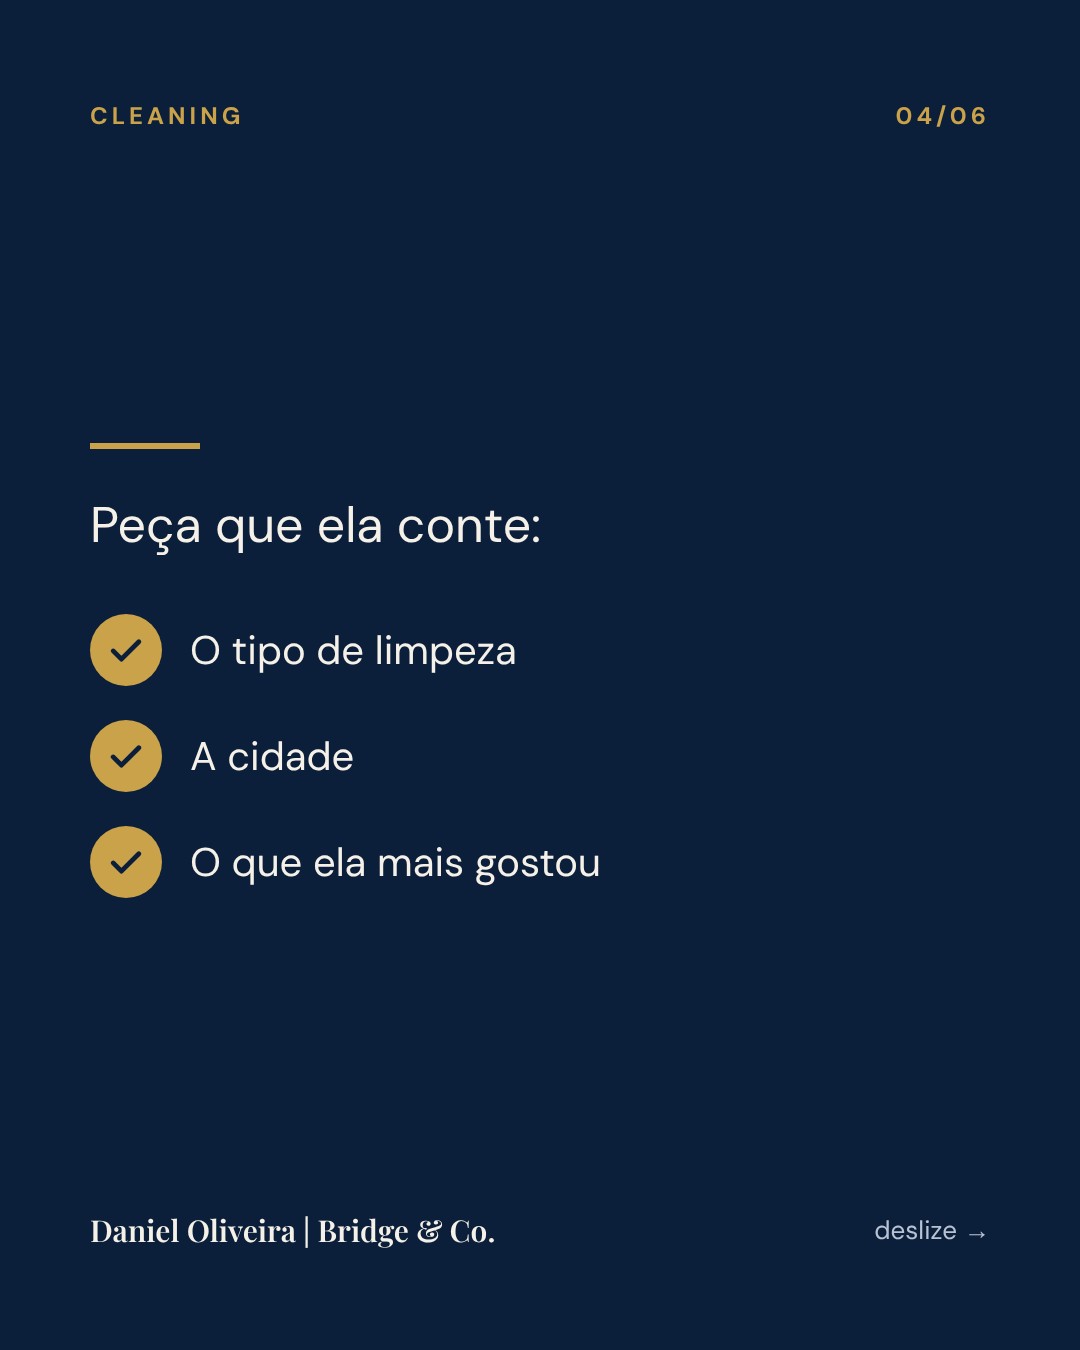 CLEANING
04/06
Peça que ela conte:
O tipo de limpeza
A cidade
O que ela mais gostou
Daniel Oliveira | Bridge & Co.
deslize →